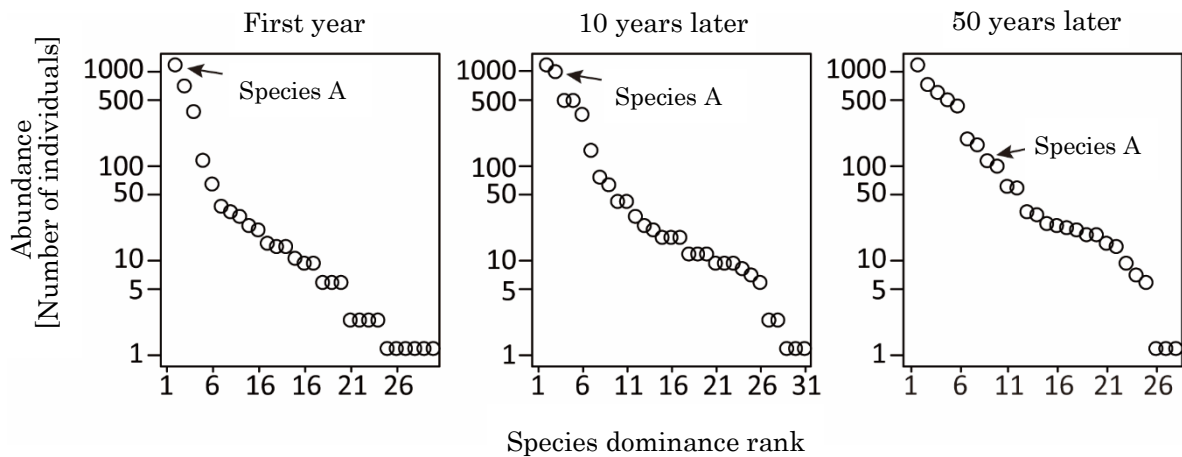 First year
10 years later
50 years later
Abundance
[Number of individuals]
1000
500
100
50
10
5
1
Species A
1 6 16 16 21 26
1000
500
100
50
10
5
1
Species A
1 6 11 16 21 26 31
1000
500
100
50
10
5
1
Species A
1 6 11 16 21 26
Species dominance rank